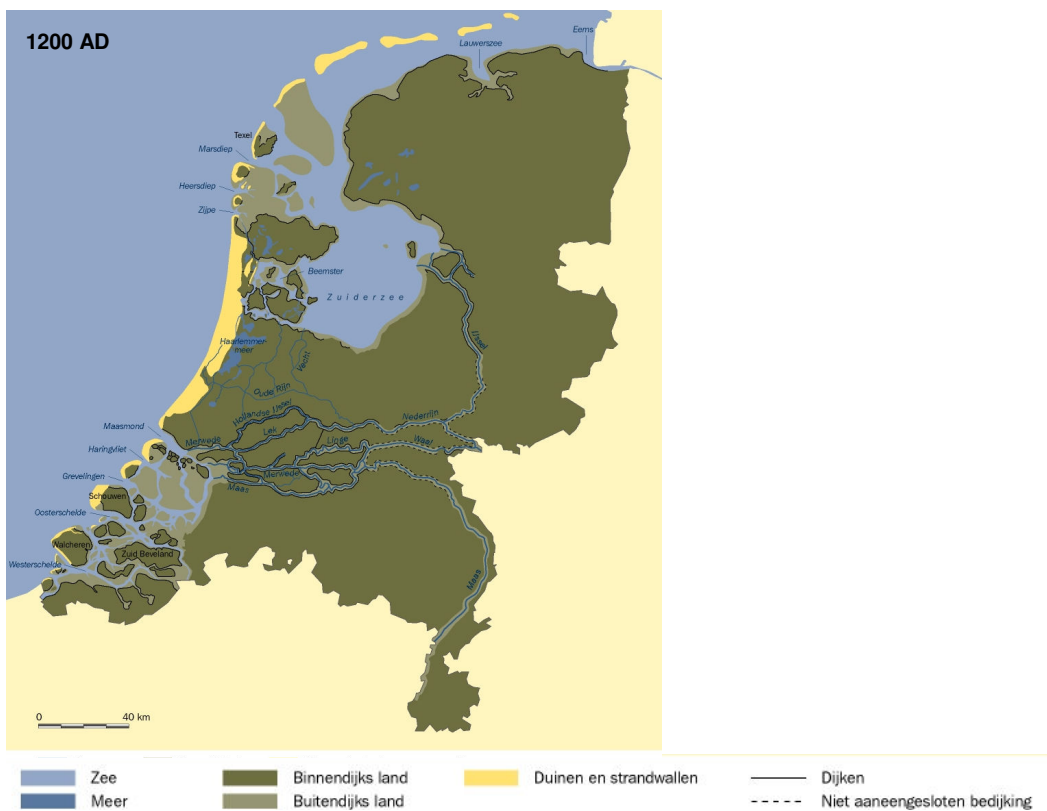 1200 AD
Eems
Lauwerszee
Texel
Marsdiep
Heersdiep
Zijpe
Beemster
Zuiderzee
IJssel
Haarlemmer-
meer
Vecht
Oude Rijn
Hollandse IJssel
Nederrijn
Maasmond
Merwede
Lek
Linge
Waal
Haringvliet
Merwede
Grevelingen
Maas
Schouwen
Oosterschelde
Walcheren
Zuid Beveland
Westerschelde
Maas
0 40 km
Zee
Meer
Binnendijks land
Buitendijks land
Duinen en strandwallen
Dijken
Niet aaneengesloten bedijking